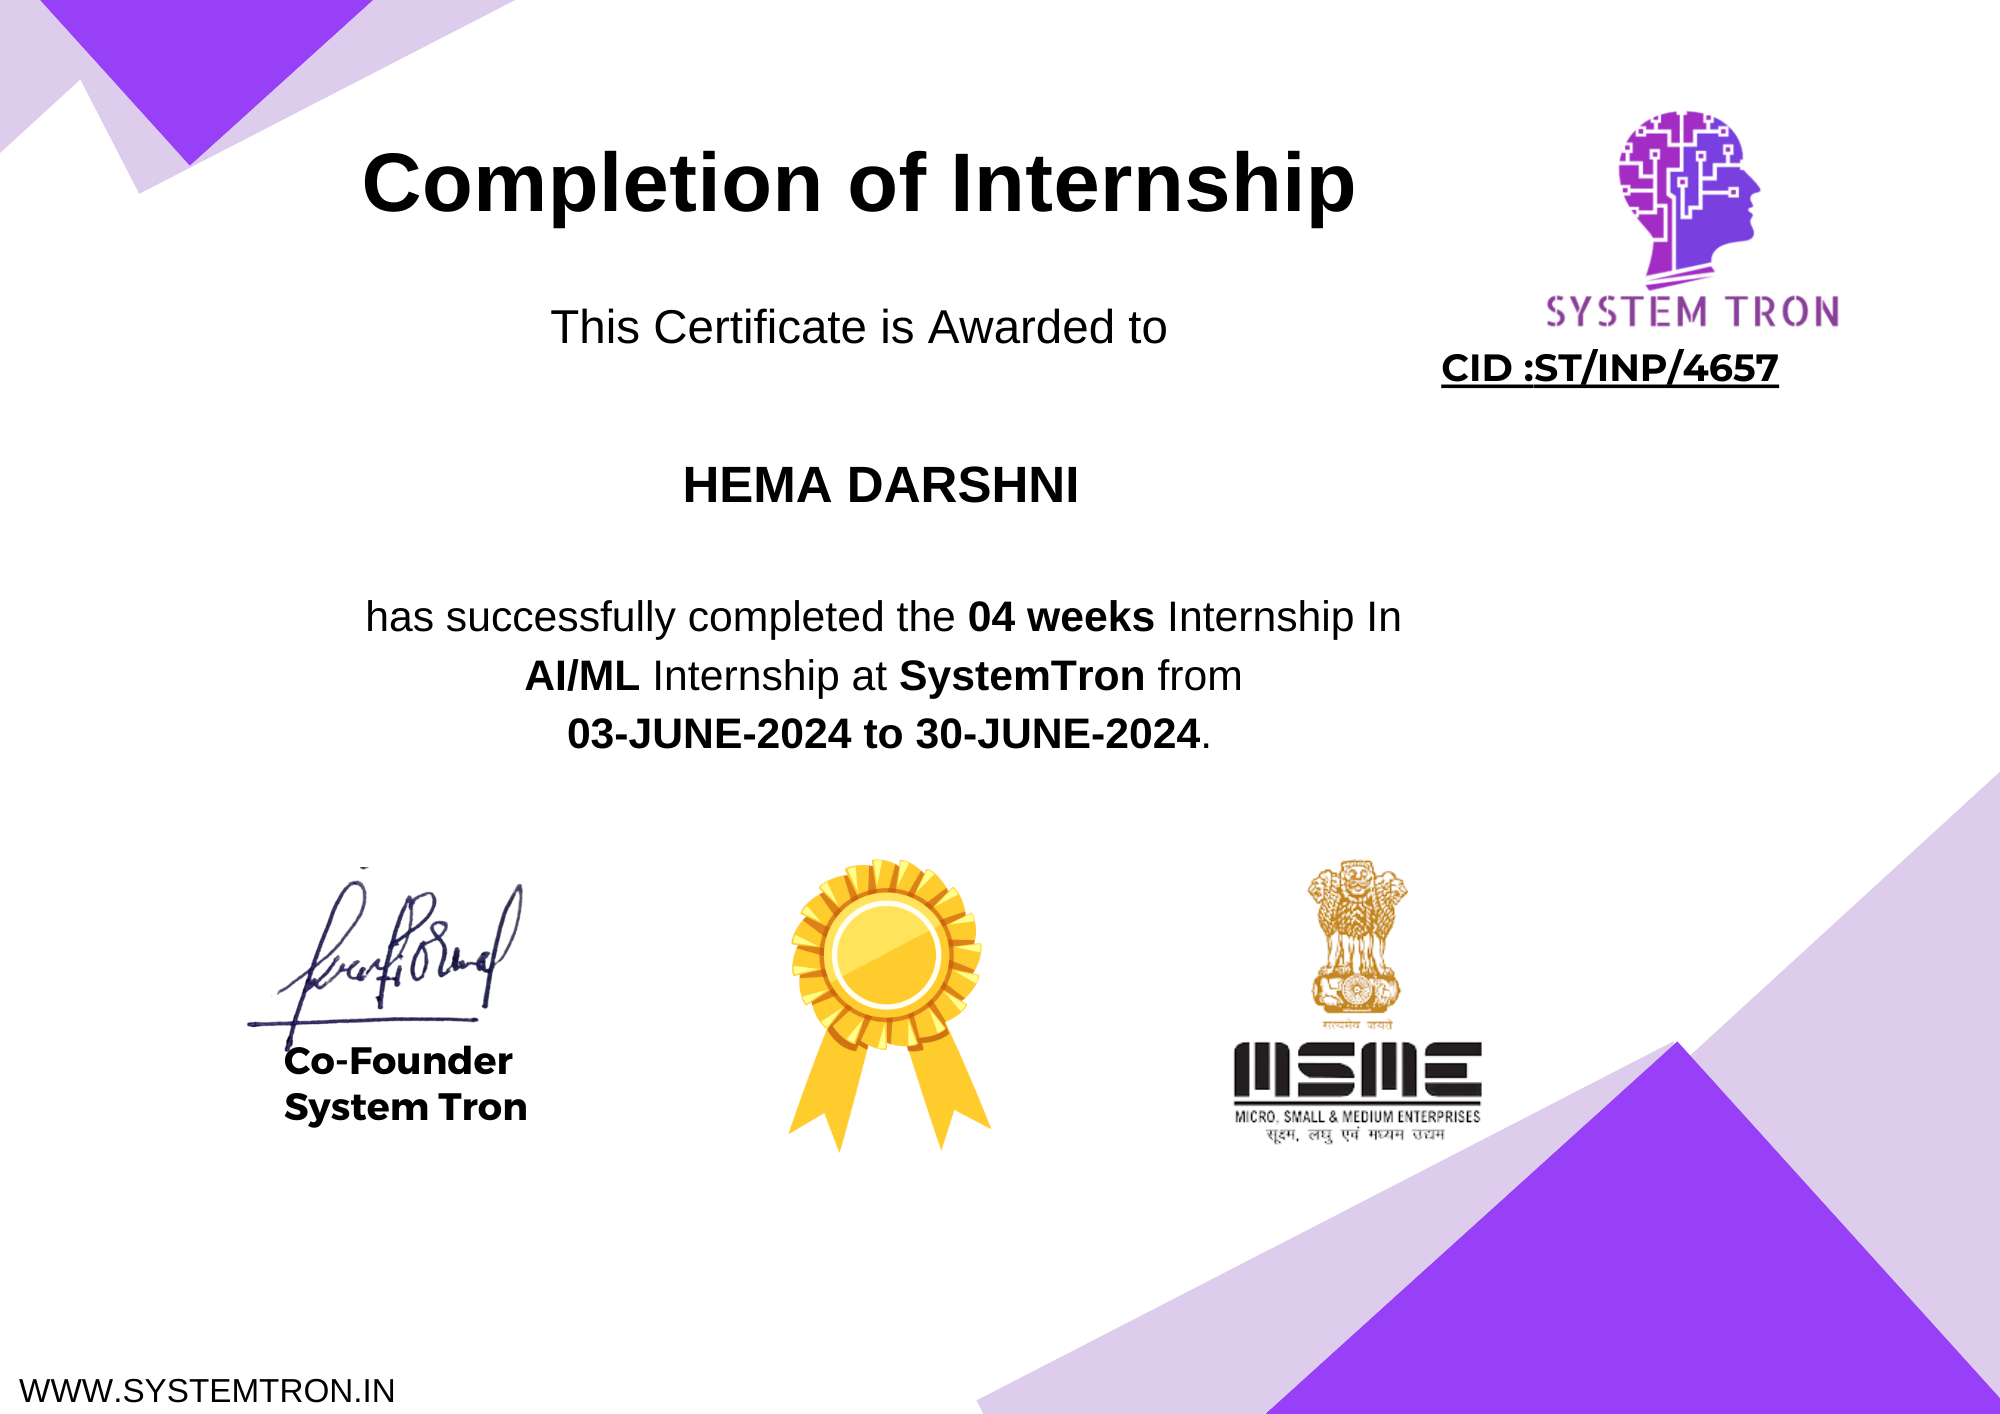 Completion of Internship
SYSTEM TRON
This Certificate is Awarded to
CID :ST/INP/4657
HEMA DARSHNI
has successfully completed the 04 weeks Internship In
AI/ML Internship at SystemTron from
03-JUNE-2024 to 30-JUNE-2024.
सत्यमेव जयते
Co-Founder
System Tron
MSME
MICRO, SMALL & MEDIUM ENTERPRISES
सूक्ष्म, लघु एवं मध्यम उद्यम
WWW.SYSTEMTRON.IN